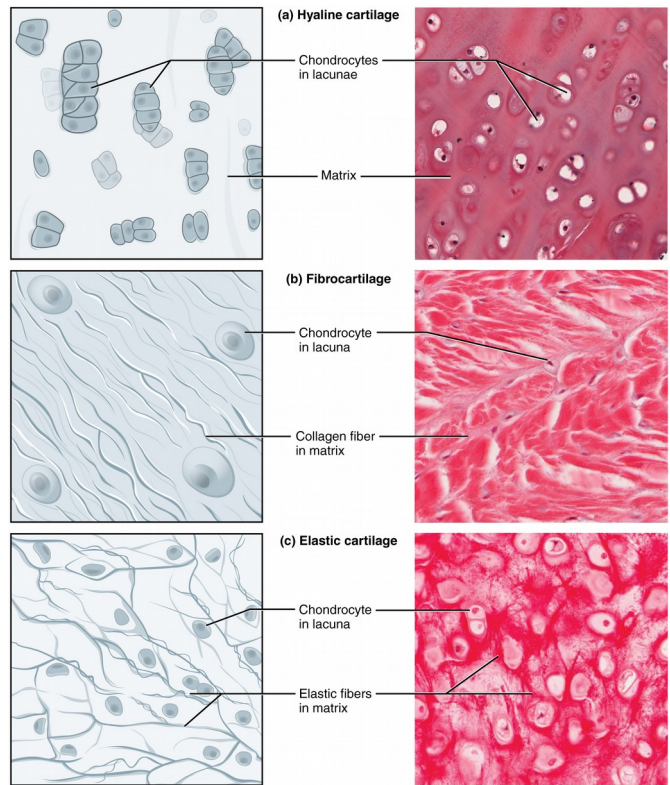 (a) Hyaline cartilage
Chondrocytes
in lacunae
Matrix
(b) Fibrocartilage
Chondrocyte
in lacuna
Collagen fiber
in matrix
(c) Elastic cartilage
Chondrocyte
in lacuna
Elastic fibers
in matrix